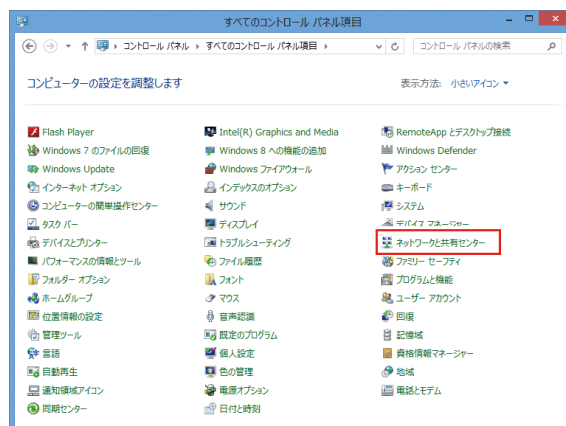 すべてのコントロール パネル項目
コントロール パネル ▸ すべてのコントロール パネル項目 ▸
コントロール パネルの検索
コンピューターの設定を調整します
表示方法: 小さいアイコン
Flash Player
Intel(R) Graphics and Media
RemoteApp とデスクトップ接続
Windows 7 のファイルの回復
Windows 8 への機能の追加
Windows Defender
Windows Update
Windows ファイアウォール
アクション センター
インターネット オプション
インデックスのオプション
キーボード
コンピューターの簡単操作センター
サウンド
システム
タスク バー
ディスプレイ
デバイス マネージャー
デバイスとプリンター
トラブルシューティング
ネットワークと共有センター
パフォーマンスの情報とツール
ファイル履歴
ファミリー セーフティ
フォルダー オプション
フォント
プログラムと機能
ホームグループ
マウス
ユーザー アカウント
位置情報の設定
音声認識
回復
管理ツール
既定のプログラム
記憶域
言語
個人設定
資格情報マネージャー
自動再生
色の管理
地域
通知領域アイコン
電源オプション
電話とモデム
同期センター
日付と時刻